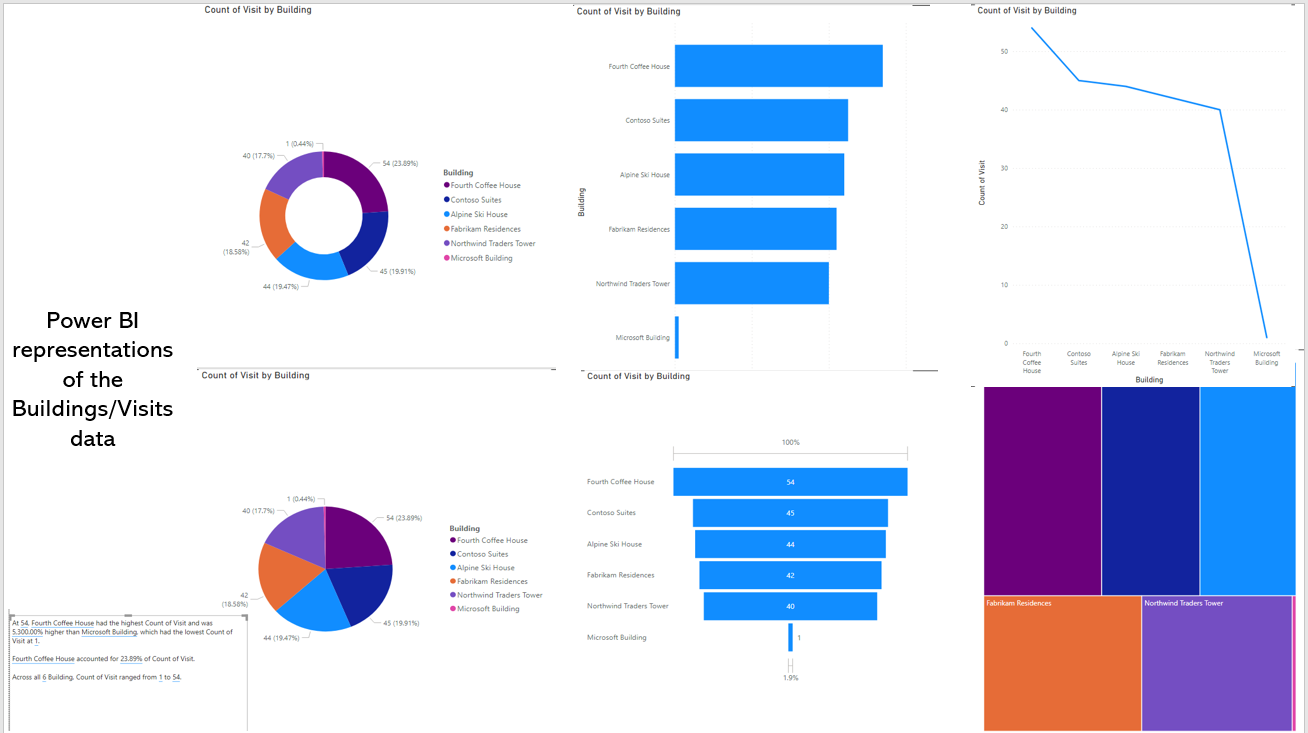 Count of Visit by Building
1 (0.44%)
40 (17.7%)
54 (23.89%)
42
(18.58%)
45 (19.91%)
44 (19.47%)
Building
Fourth Coffee House
Contoso Suites
Alpine Ski House
Fabrikam Residences
Northwind Traders Tower
Microsoft Building
Count of Visit by Building
Building
Fourth Coffee House
Contoso Suites
Alpine Ski House
Fabrikam Residences
Northwind Traders Tower
Microsoft Building
Count of Visit by Building
Count of Visit
50
40
30
20
10
0
Fourth
Coffee
House
Contoso
Suites
Alpine Ski
House
Fabrikam
Residences
Northwind
Traders
Tower
Microsoft
Building
Building
Power BI
representations
of the
Buildings/Visits
data
Count of Visit by Building
1 (0.44%)
40 (17.7%)
54 (23.89%)
42
(18.58%)
45 (19.91%)
44 (19.47%)
Building
Fourth Coffee House
Contoso Suites
Alpine Ski House
Fabrikam Residences
Northwind Traders Tower
Microsoft Building
Count of Visit by Building
100%
Fourth Coffee House 54
Contoso Suites 45
Alpine Ski House 44
Fabrikam Residences 42
Northwind Traders Tower 40
Microsoft Building 1
1.9%
Fabrikam Residences
Northwind Traders Tower
At 54, Fourth Coffee House had the highest Count of Visit and was
5,300.00% higher than Microsoft Building, which had the lowest Count of
Visit at 1.
Fourth Coffee House accounted for 23.89% of Count of Visit.
Across all 6 Building, Count of Visit ranged from 1 to 54.